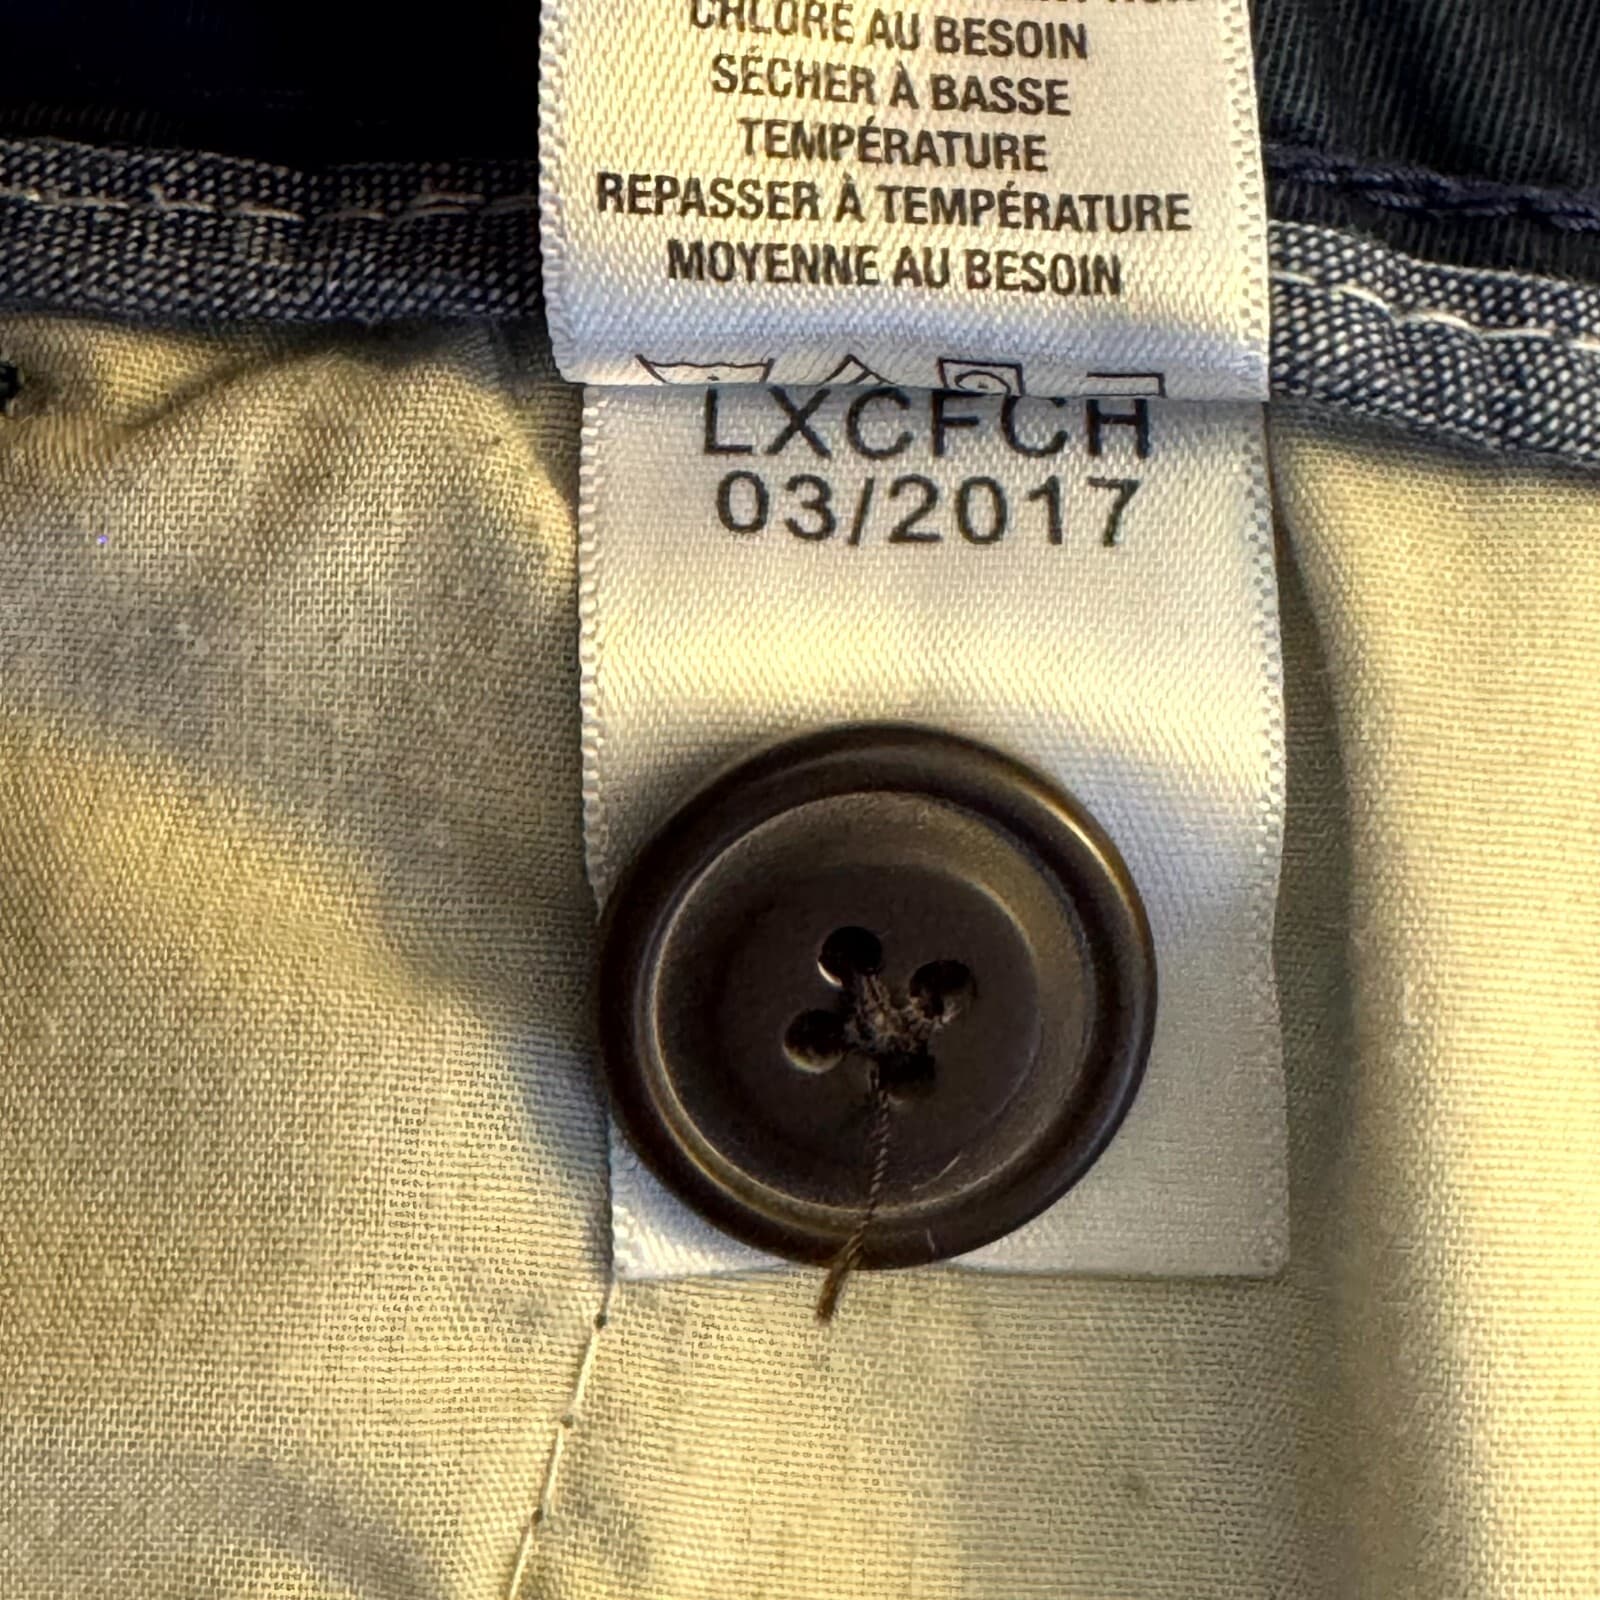 CHLORE AU BESOIN
SÉCHER À BASSE
TEMPÉRATURE
REPASSER À TEMPÉRATURE
MOYENNE AU BESOIN
LXCFCH
03/2017